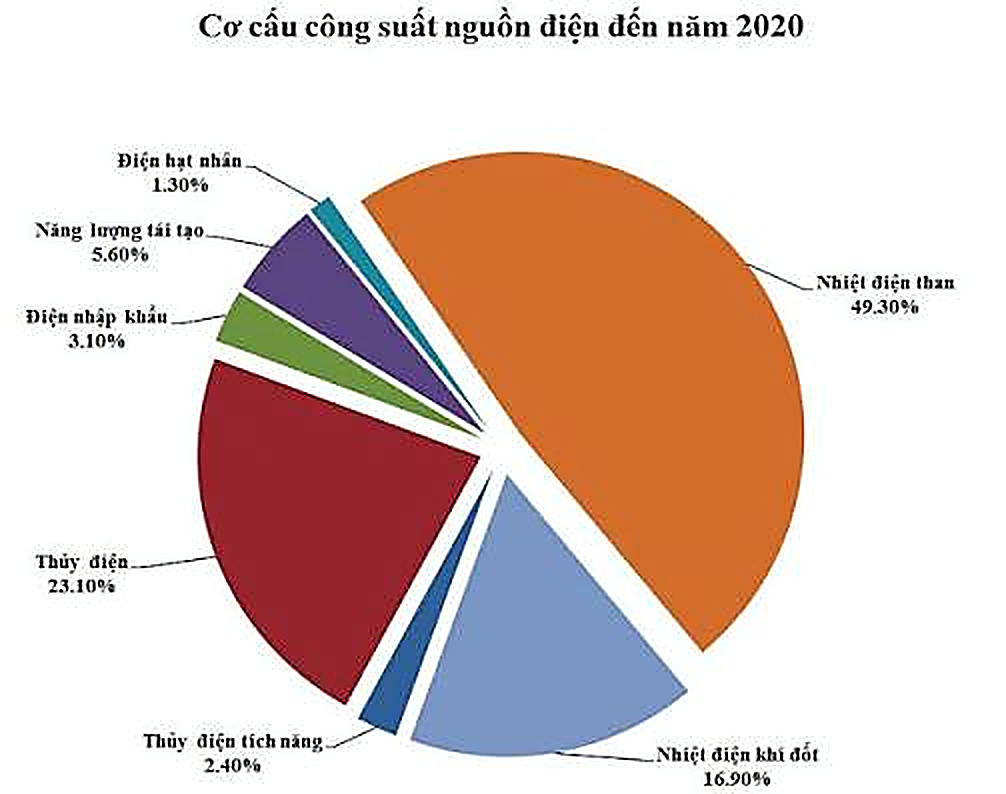 Cơ cấu công suất nguồn điện đến năm 2020
Điện hạt nhân
1.30%
Năng lượng tái tạo
5.60%
Điện nhập khẩu
3.10%
Nhiệt điện than
49.30%
Thủy điện
23.10%
Thủy điện tích năng
2.40%
Nhiệt điện khí đốt
16.90%